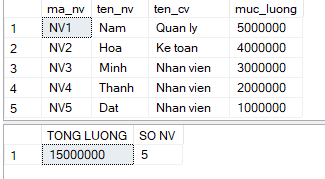 ma_nv ten_nv ten_cv muc_luong
1 NV1 Nam Quan ly 5000000
2 NV2 Hoa Ke toan 4000000
3 NV3 Minh Nhan vien 3000000
4 NV4 Thanh Nhan vien 2000000
5 NV5 Dat Nhan vien 1000000
TONG LUONG SO NV
1 15000000 5